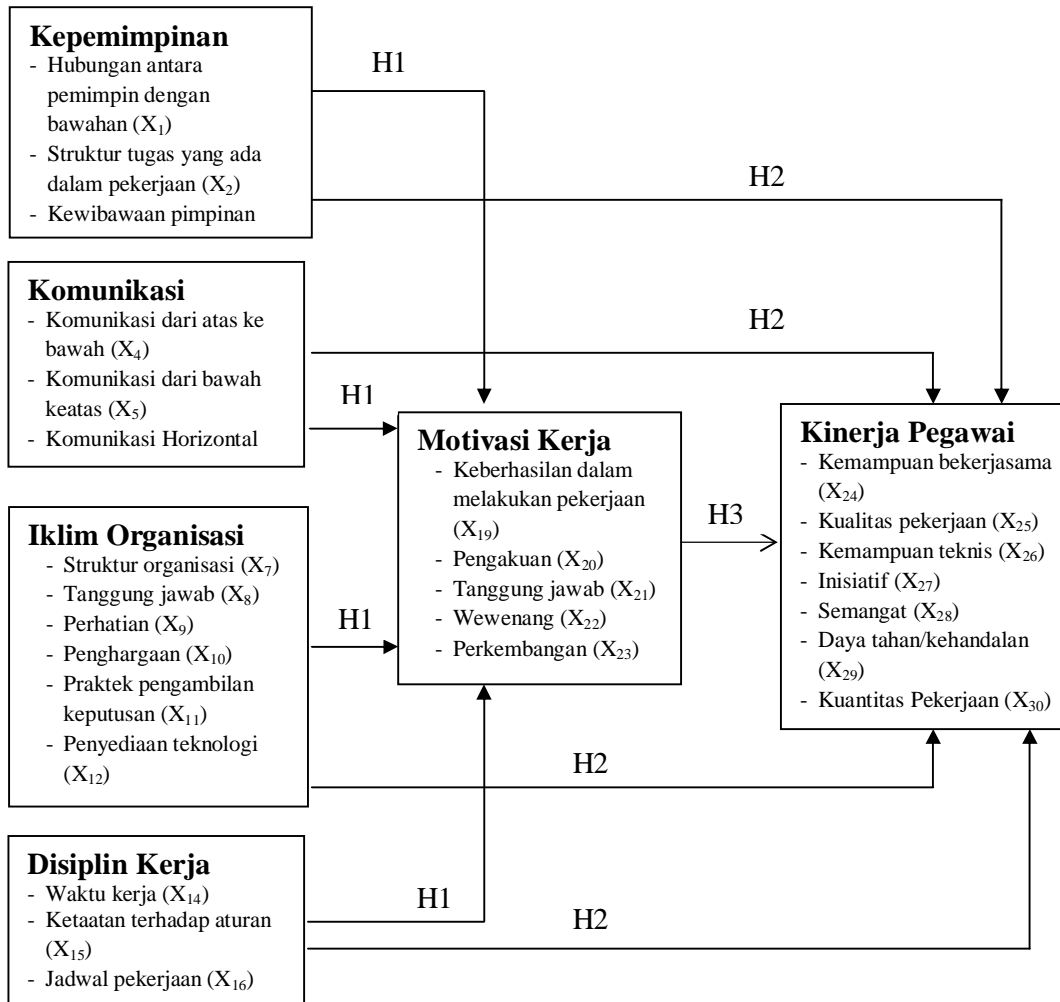 Kepemimpinan
- Hubungan antara
pemimpin dengan
bawahan (X₁)
- Struktur tugas yang ada
dalam pekerjaan (X₂)
- Kewibawaan pimpinan
H1
H2
Komunikasi
- Komunikasi dari atas ke
bawah (X₄)
- Komunikasi dari bawah
keatas (X₅)
- Komunikasi Horizontal
H2
H1
Iklim Organisasi
- Struktur organisasi (X₇)
- Tanggung jawab (X₈)
- Perhatian (X₉)
- Penghargaan (X₁₀)
- Praktek pengambilan
keputusan (X₁₁)
- Penyediaan teknologi
(X₁₂)
H1
H2
Disiplin Kerja
- Waktu kerja (X₁₄)
- Ketaatan terhadap aturan
(X₁₅)
- Jadwal pekerjaan (X₁₆)
H1
H2
Motivasi Kerja
- Keberhasilan dalam
melakukan pekerjaan
(X₁₉)
- Pengakuan (X₂₀)
- Tanggung jawab (X₂₁)
- Wewenang (X₂₂)
- Perkembangan (X₂₃)
H3
Kinerja Pegawai
- Kemampuan bekerjasama
(X₂₄)
- Kualitas pekerjaan (X₂₅)
- Kemampuan teknis (X₂₆)
- Inisiatif (X₂₇)
- Semangat (X₂₈)
- Daya tahan/kehandalan
(X₂₉)
- Kuantitas Pekerjaan (X₃₀)